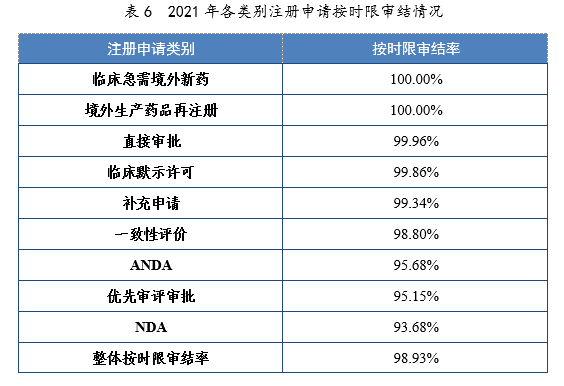 表 6 2021 年各类别注册申请按时限审结情况
注册申请类别 按时限审结率
临床急需境外新药 100.00%
境外生产药品再注册 100.00%
直接审批 99.96%
临床默示许可 99.86%
补充申请 99.34%
一致性评价 98.80%
ANDA 95.68%
优先审评审批 95.15%
NDA 93.68%
整体按时限审结率 98.93%